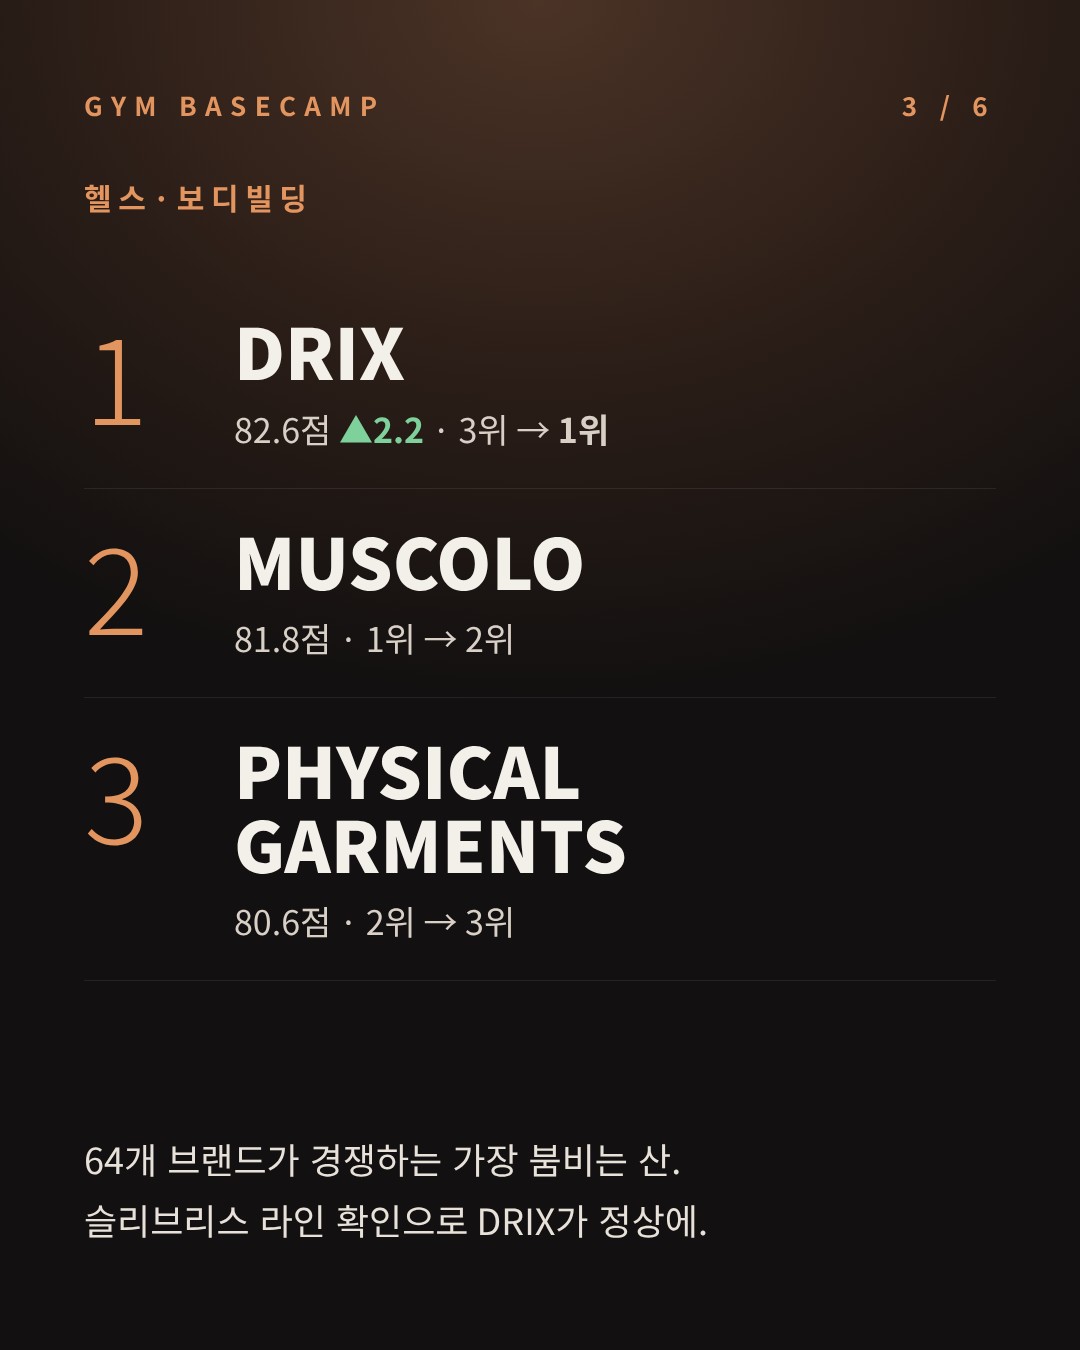 GYM BASECAMP
3 / 6
헬스·보디빌딩
1
DRIX
82.6점 ▲2.2 · 3위 → 1위
2
MUSCOLO
81.8점 · 1위 → 2위
3
PHYSICAL
GARMENTS
80.6점 · 2위 → 3위
64개 브랜드가 경쟁하는 가장 붐비는 산.
슬리브리스 라인 확인으로 DRIX가 정상에.